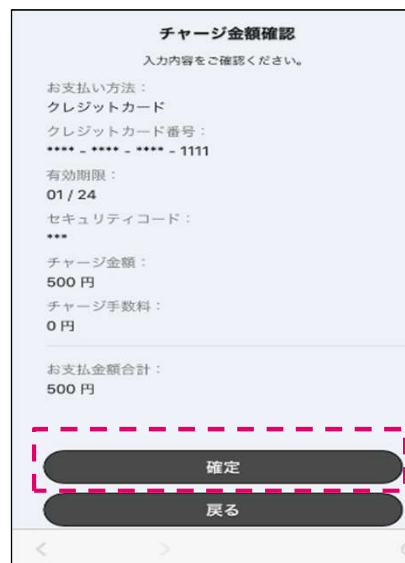 チャージ金額確認
入力内容をご確認ください。
お支払い方法：
クレジットカード
クレジットカード番号：
**** - **** - **** - 1111
有効期限：
01 / 24
セキュリティコード：
***
チャージ金額：
500 円
チャージ手数料：
0 円
お支払金額合計：
500 円
確定
戻る